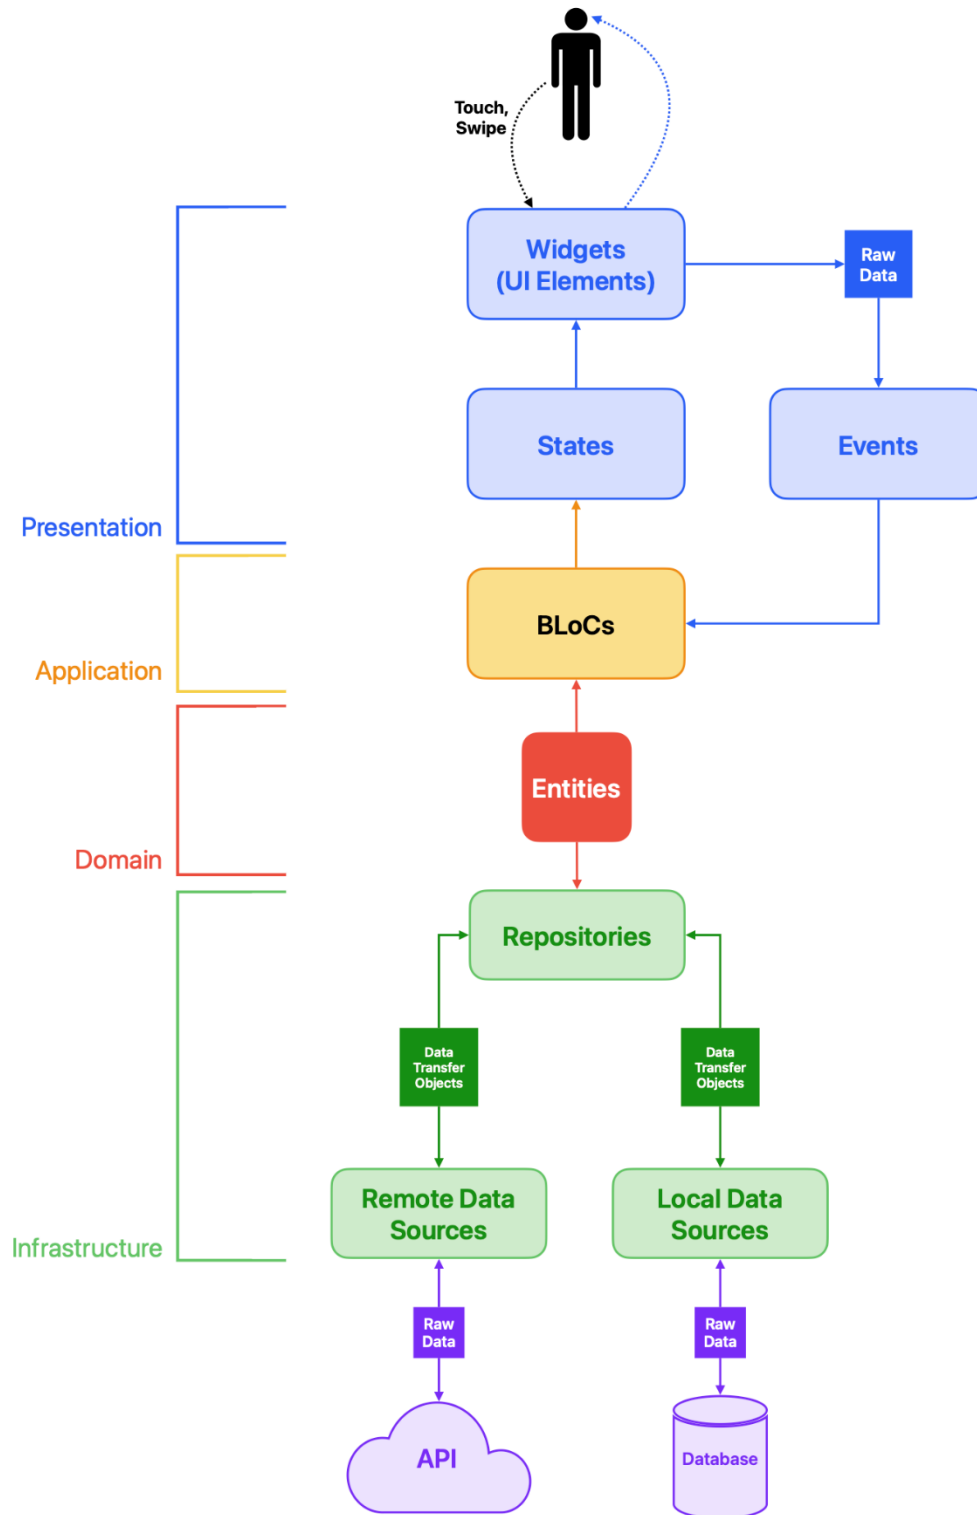 Touch,
Swipe
Widgets
(UI Elements)
Raw
Data
States
Events
Presentation
BLoCs
Application
Entities
Domain
Repositories
Data
Transfer
Objects
Data
Transfer
Objects
Remote Data
Sources
Local Data
Sources
Infrastructure
Raw
Data
Raw
Data
API
Database